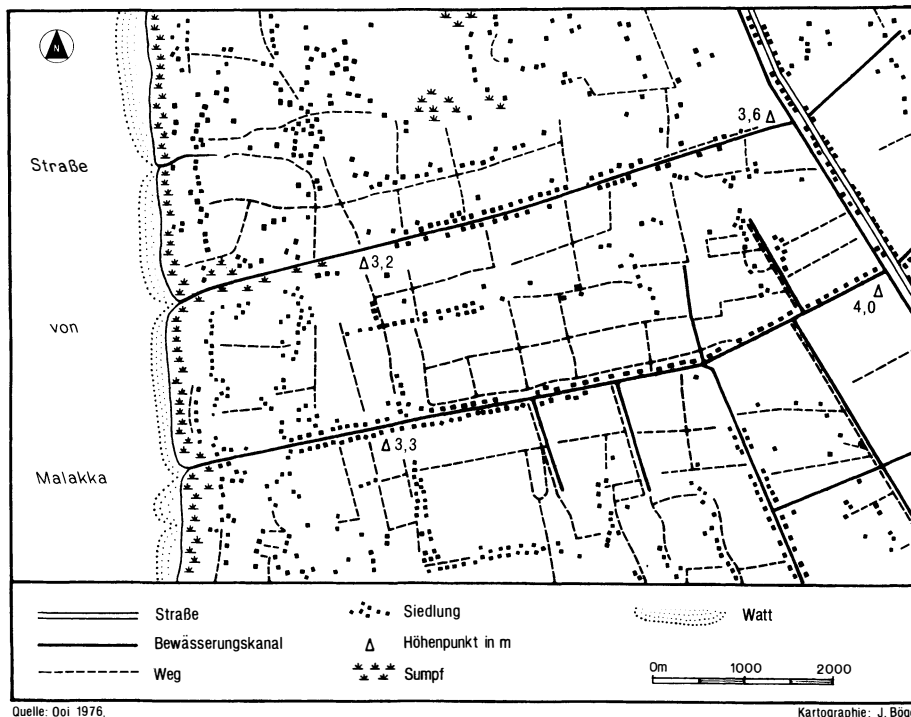 N
3,6
Straße
3,2
von
4,0
3,3
Malakka
Straße
Siedlung
Watt
Bewässerungskanal
Höhenpunkt in m
Weg
Sumpf
0m 1000 2000
Quelle: Ooi 1976.
Kartographie: J. Böge